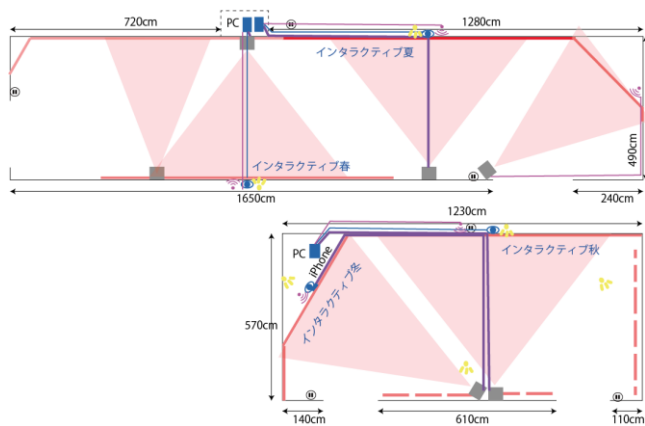 720cm
PC
1280cm
インタラクティブ夏
インタラクティブ春
490cm
1650cm
240cm
1230cm
PC
iPhone
インタラクティブ秋
インタラクティブ冬
570cm
140cm
610cm
110cm